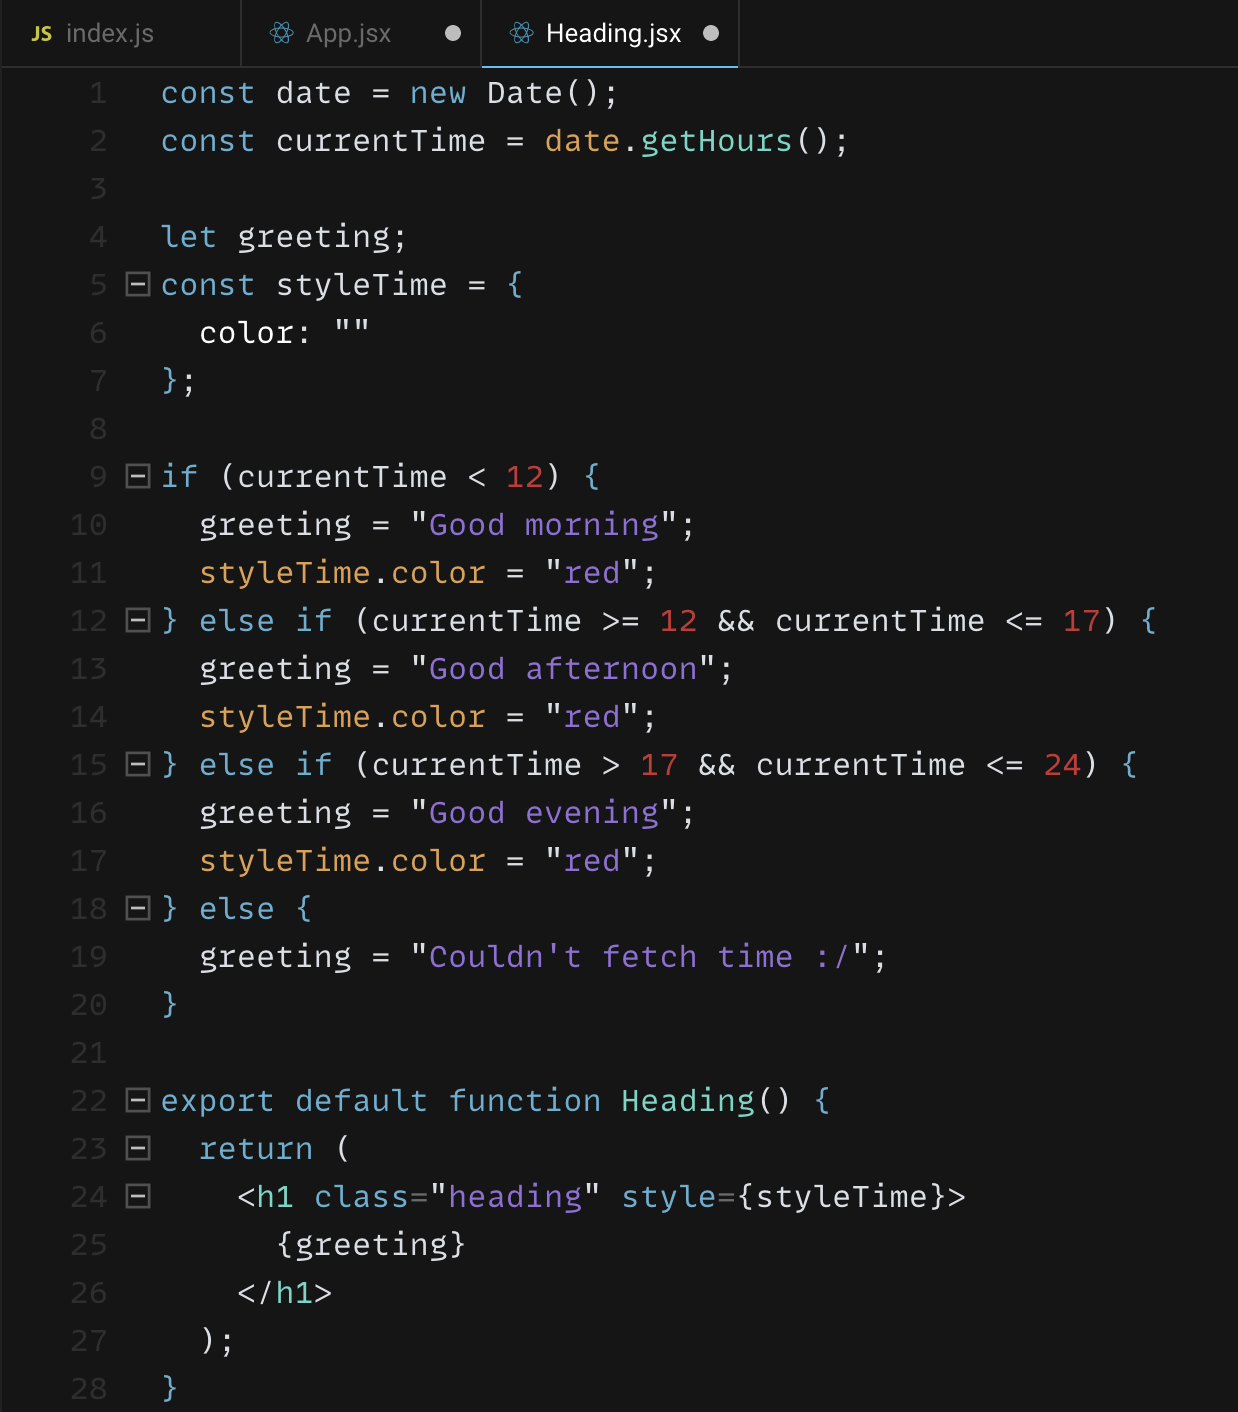 JS index.js App.jsx Heading.jsx
1 const date = new Date();
2 const currentTime = date.getHours();
3
4 let greeting;
5 const styleTime = {
6   color: ""
7 };
8
9 if (currentTime < 12) {
10   greeting = "Good morning";
11   styleTime.color = "red";
12 } else if (currentTime >= 12 && currentTime <= 17) {
13   greeting = "Good afternoon";
14   styleTime.color = "red";
15 } else if (currentTime > 17 && currentTime <= 24) {
16   greeting = "Good evening";
17   styleTime.color = "red";
18 } else {
19   greeting = "Couldn't fetch time :/";
20 }
21
22 export default function Heading() {
23   return (
24     <h1 class="heading" style={styleTime}>
25       {greeting}
26     </h1>
27   );
28 }